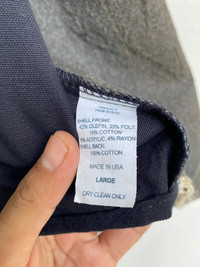 SHELL FRONT:
42% OLEFIN, 33% POLY
15% COTTON
ACRYLIC, 4% RAYON
SHELL BACK:
100% COTTON
MADE IN USA
LARGE
DRY CLEAN ONLY